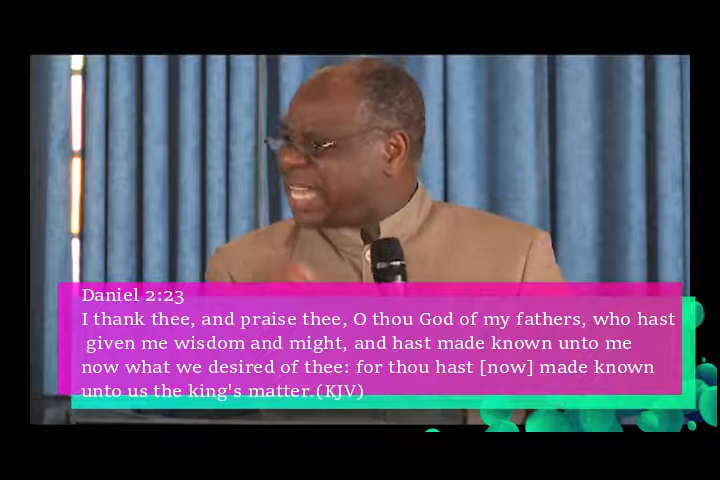 Daniel 2:23
I thank thee, and praise thee, O thou God of my fathers, who hast
given me wisdom and might, and hast made known unto me
now what we desired of thee: for thou hast [now] made known
unto us the king's matter.(KJV)